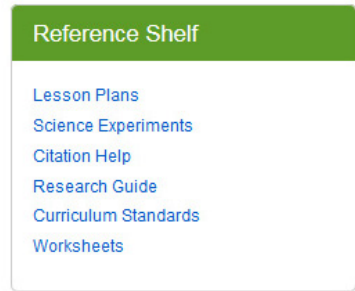 Reference Shelf
Lesson Plans
Science Experiments
Citation Help
Research Guide
Curriculum Standards
Worksheets